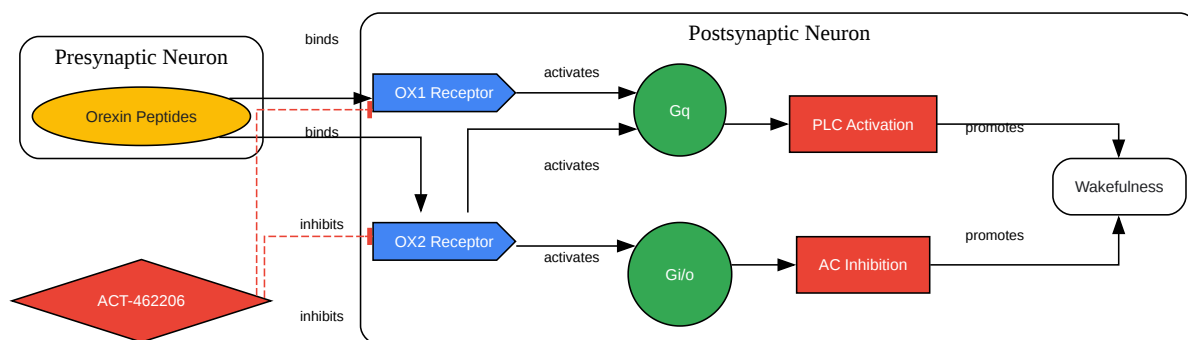 Postsynaptic Neuron
Presynaptic Neuron
binds
Orexin Peptides
binds
OX1 Receptor
activates
Gq
PLC Activation
promotes
activates
Wakefulness
inhibits
OX2 Receptor
activates
Gi/o
AC Inhibition
promotes
ACT-462206
inhibits